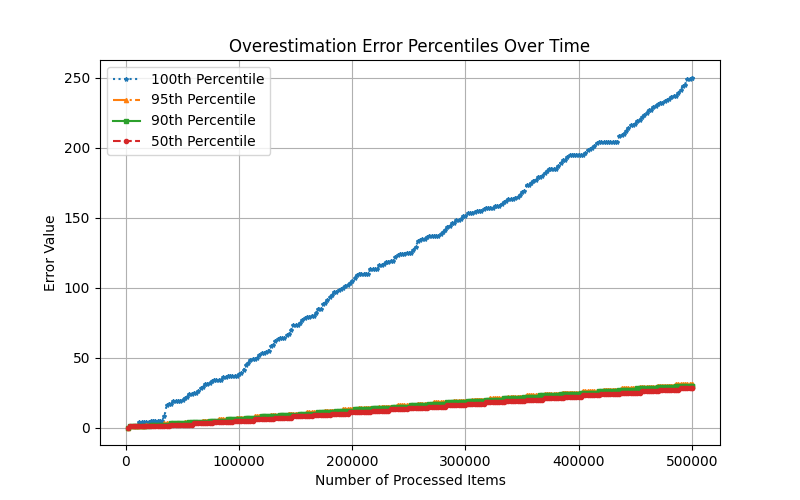 Overestimation Error Percentiles Over Time
100th Percentile
95th Percentile
90th Percentile
50th Percentile
Error Value
250
200
150
100
50
0
0 100000 200000 300000 400000 500000
Number of Processed Items